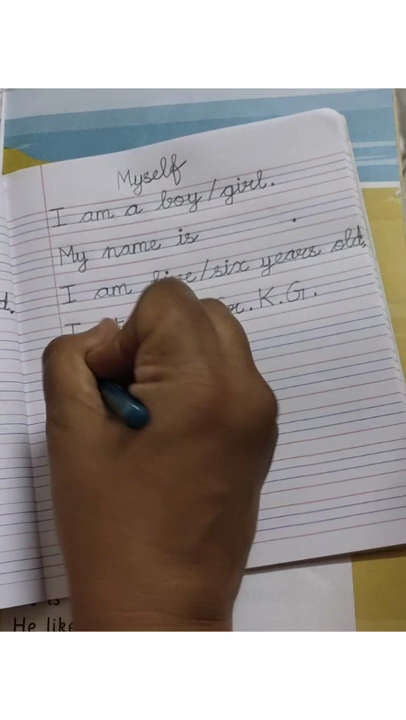 Myself
I am a boy/girl.
My name is .
I am five/six years old.
I K.G.
d.
He like